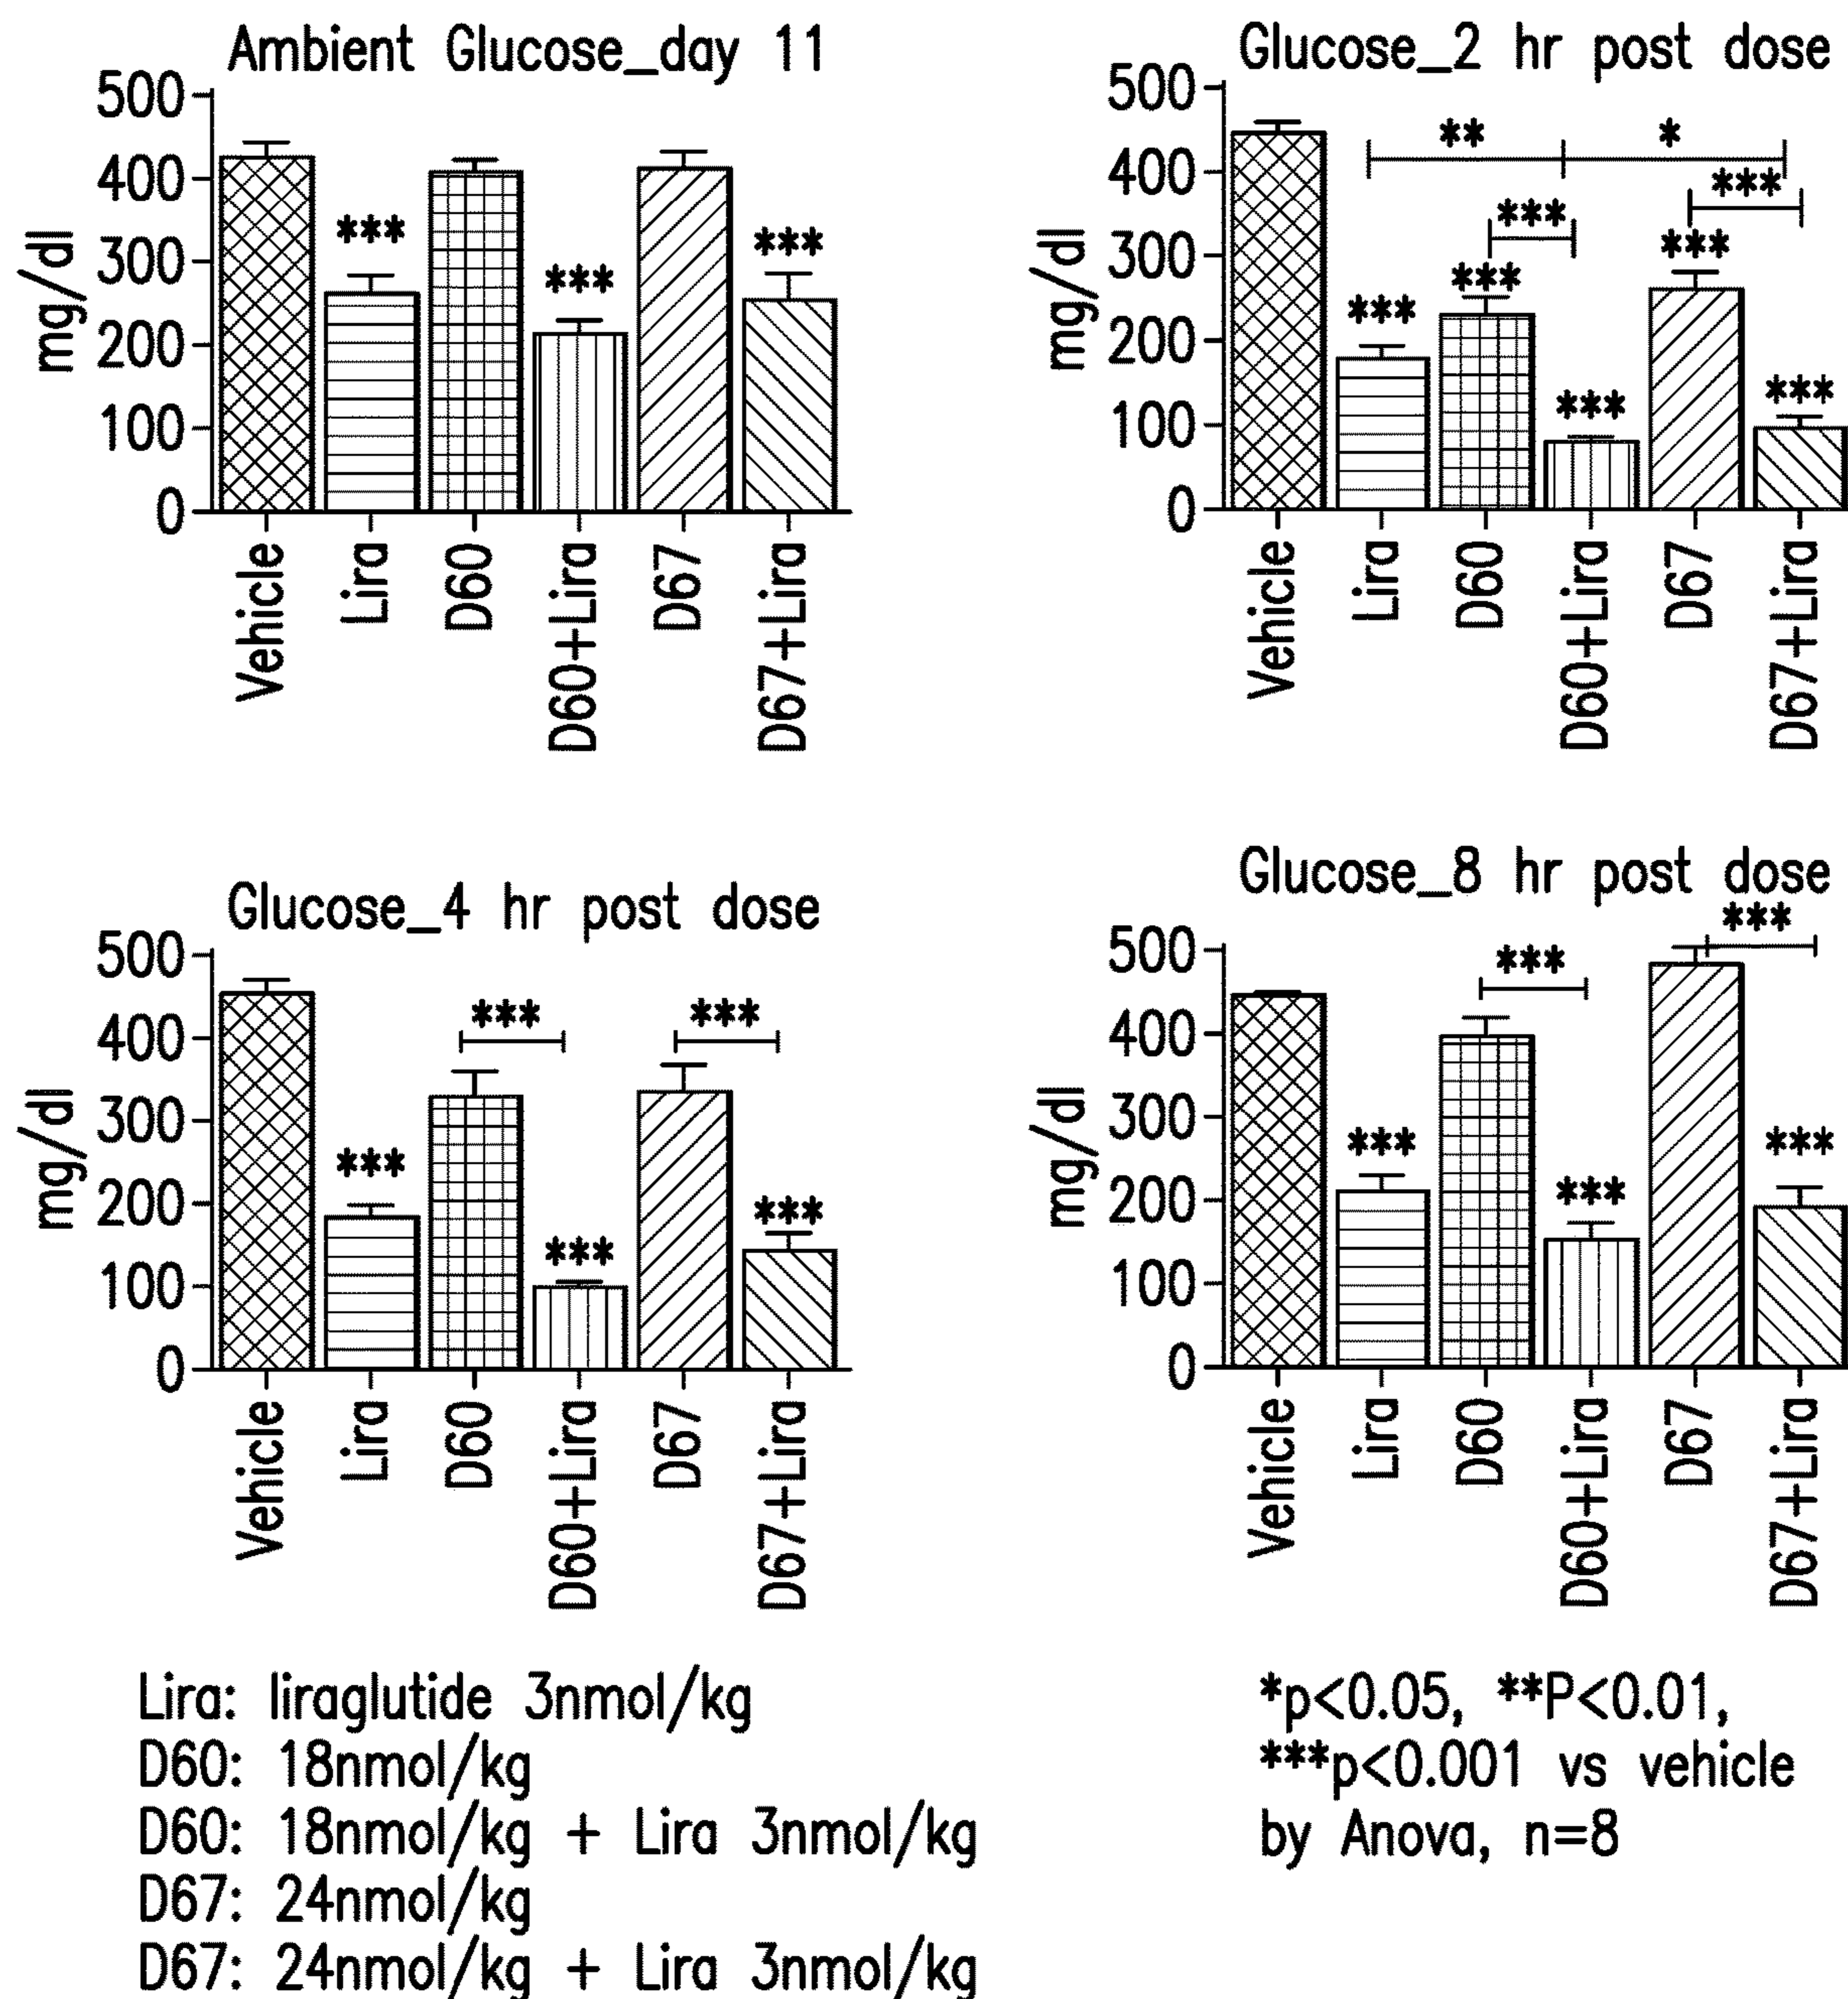 Ambient Glucose_day 11
500
400
300
200
100
0
mg/dl
***
***
***
Vehicle
Lira
D60
D60+Lira
D67
D67+Lira
Glucose_2 hr post dose
500
400
300
200
100
0
mg/dl
** *
***
***
***
***
***
***
***
Vehicle
Lira
D60
D60+Lira
D67
D67+Lira
Glucose_4 hr post dose
500
400
300
200
100
0
mg/dl
*** ***
***
***
***
Vehicle
Lira
D60
D60+Lira
D67
D67+Lira
Glucose_8 hr post dose
500
400
300
200
100
0
mg/dl
***
***
***
***
***
Vehicle
Lira
D60
D60+Lira
D67
D67+Lira
Lira: liraglutide 3nmol/kg
D60: 18nmol/kg
D60: 18nmol/kg + Lira 3nmol/kg
D67: 24nmol/kg
D67: 24nmol/kg + Lira 3nmol/kg
*p<0.05, **P<0.01,
***p<0.001 vs vehicle
by Anova, n=8